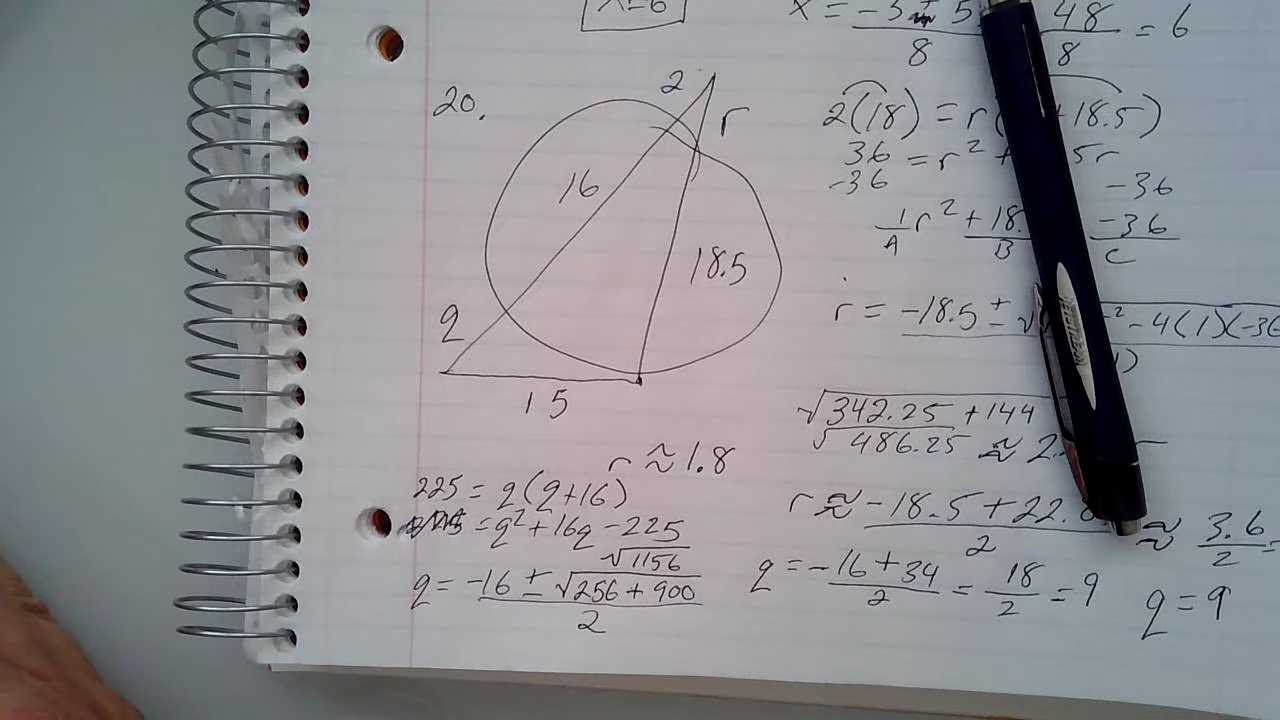 x=6
x = -3 ± 5 48 = 6
8 8
20.
2
r
16
18.5
q
15
2(18) = r( +18.5)
36 = r² + 5r
-36 -36
1r² + 18. -36
A B C
r = -18.5 ± √ ² - 4(1)(-36
1)
√342.25 + 144
√486.25 ≈ 2
r ≈ 1.8
r ≈ -18.5 + 22. ≈ 3.6 =
2 2
225 = q(q+16)
= q² + 16q - 225
√1156
q = -16 ± √256 + 900
2
q = -16 + 34 = 18 = 9
2 2
q = 9